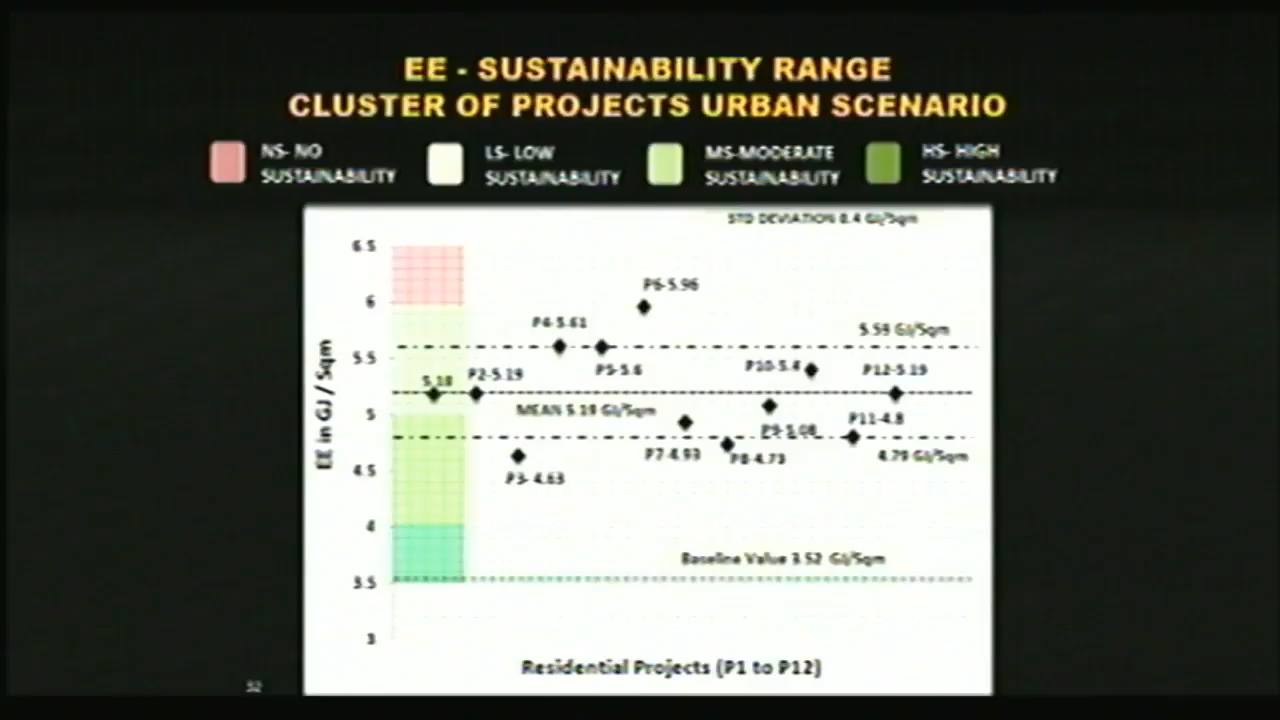 EE - SUSTAINABILITY RANGE
CLUSTER OF PROJECTS URBAN SCENARIO
NS- NO
SUSTAINABILITY
LS- LOW
SUSTAINABILITY
MS-MODERATE
SUSTAINABILITY
HS- HIGH
SUSTAINABILITY
STD DEVIATION 0.4 GJ/Sqm
6.5
6
5.5
5
4.5
4
3.5
3
EE in GJ / Sqm
P6-5.96
P4-5.61
5.59 GJ/Sqm
P5-5.6
P10-5.4
P12-5.19
5.18
P2-5.19
MEAN 5.19 GJ/Sqm
P11-4.8
P9-5.08
P7-4.93
P8-4.73
4.79 GJ/Sqm
P3- 4.63
Baseline Value 3.52 GJ/Sqm
Residential Projects (P1 to P12)
52